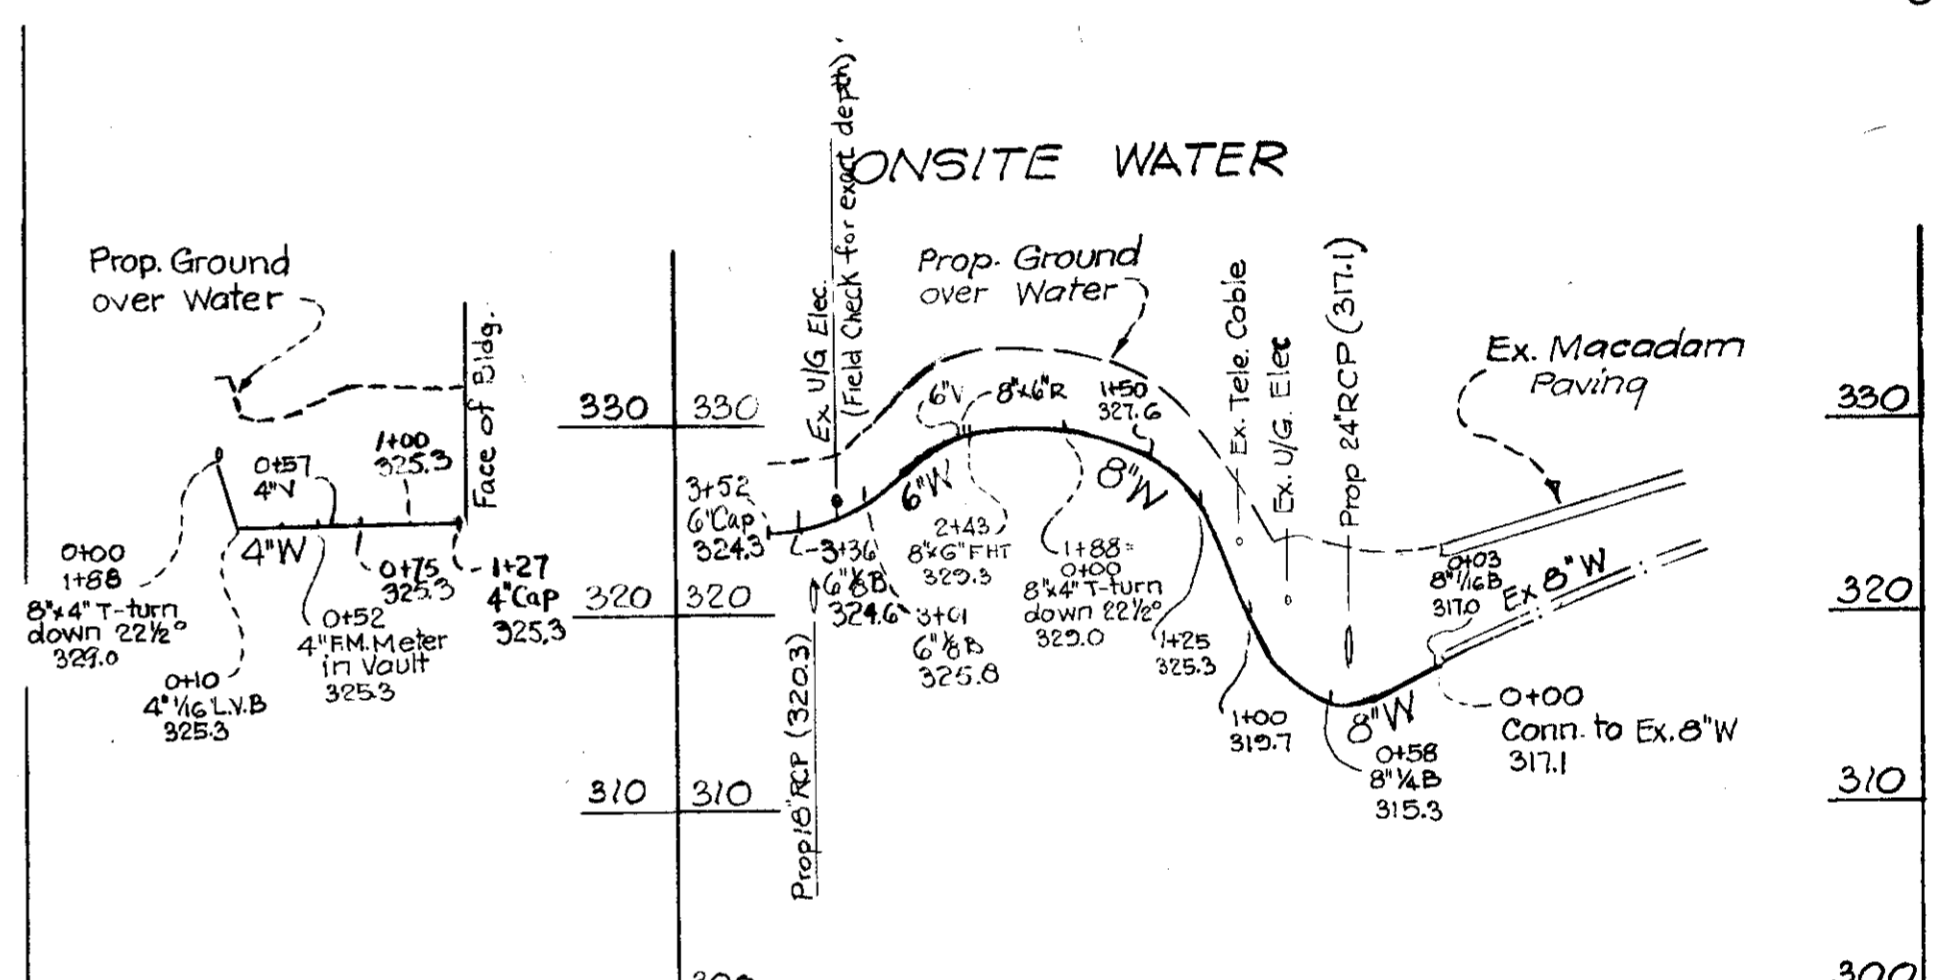 ONSITE WATER
Prop. Ground
over Water
0+57
4"V
1+00
325.3
Face of Bldg.
4"W
0+00
1+88
8"x4" T-turn
down 22½°
329.0
0+10
4" 1/16 L.V.B
325.3
0+52
4"F.M. Meter
in Vault
325.3
0+75
325.3
1+27
4"Cap
325.3
330
320
310
330
320
310
Ex U/G Elec.
(Field Check for exact depth)
3+52
6"Cap
324.3
3+36
6" 1/8 B
324.6
Prop 18"RCP (320.3)
6"W
3+01
6" 1/8 B
325.8
Prop. Ground
over Water
6"V
8"x6"R
2+43
8"x6" FHT
329.3
1+88=
0+00
8"x4" T-turn
down 22½°
329.0
1+50
327.6
8"W
1+25
325.3
1+00
319.7
Ex. Tele. Cable
Ex. U/G. Elec
Prop 24"RCP (317.1)
8"W
0+58
8" 1/4 B
315.3
Ex. Macadam
Paving
0+03
8" 1/16 B
317.0
Ex 8" W
0+00
Conn. to Ex. 8"W
317.1
330
320
310